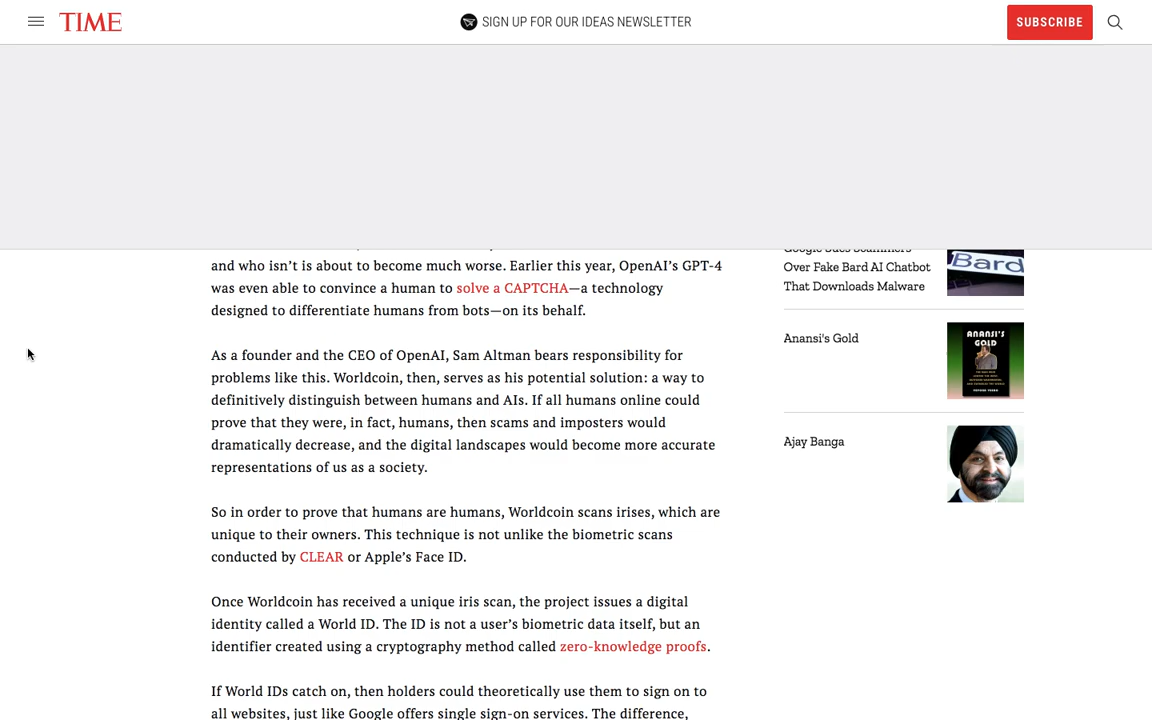 TIME
SIGN UP FOR OUR IDEAS NEWSLETTER
SUBSCRIBE
and who isn’t is about to become much worse. Earlier this year, OpenAI’s GPT-4
was even able to convince a human to solve a CAPTCHA—a technology
designed to differentiate humans from bots—on its behalf.
As a founder and the CEO of OpenAI, Sam Altman bears responsibility for
problems like this. Worldcoin, then, serves as his potential solution: a way to
definitively distinguish between humans and AIs. If all humans online could
prove that they were, in fact, humans, then scams and imposters would
dramatically decrease, and the digital landscapes would become more accurate
representations of us as a society.
So in order to prove that humans are humans, Worldcoin scans irises, which are
unique to their owners. This technique is not unlike the biometric scans
conducted by CLEAR or Apple’s Face ID.
Once Worldcoin has received a unique iris scan, the project issues a digital
identity called a World ID. The ID is not a user’s biometric data itself, but an
identifier created using a cryptography method called zero-knowledge proofs.
If World IDs catch on, then holders could theoretically use them to sign on to
all websites, just like Google offers single sign-on services. The difference,
Google Sues Scammers
Over Fake Bard AI Chatbot
That Downloads Malware
Bard
Anansi's Gold
ANANSI'S
GOLD
Ajay Banga